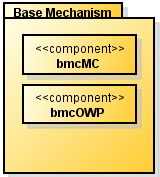 Base Mechanism
<<component>>
bmcMC
<<component>>
bmcOWP